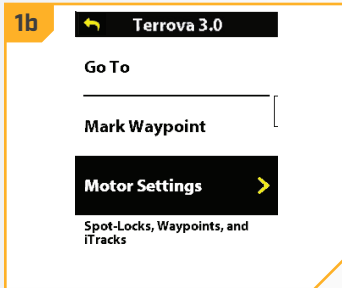 1b
Terrova 3.0
Go To
Mark Waypoint
Motor Settings
Spot-Locks, Waypoints, and
iTracks